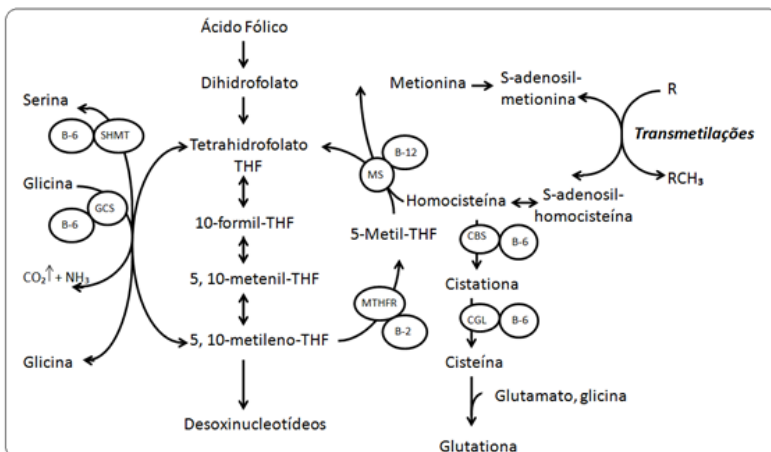 Ácido Fólico
Dihidrofolato
Metionina
S-adenosil-
metionina
R
Serina
B-6
SHMT
Transmetilações
Tetrahidrofolato
THF
B-12
MS
Glicina
GCS
B-6
RCH₃
Homocisteína
S-adenosil-
homocisteína
10-formil-THF
5-Metil-THF
CBS
B-6
CO₂ + NH₃
5, 10-metenil-THF
Cistationa
MTHFR
B-2
CGL
B-6
5, 10-metileno-THF
Glicina
Cisteína
Glutamato, glicina
Desoxinucleotídeos
Glutationa